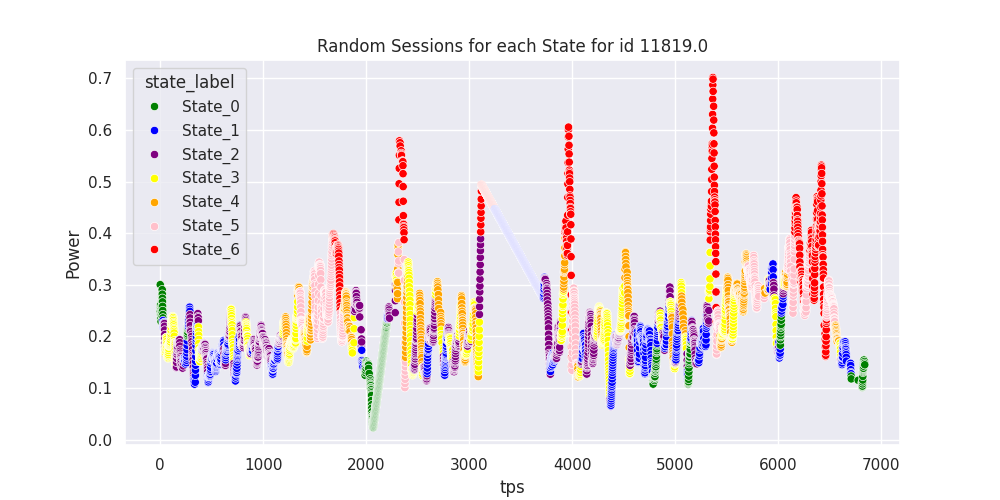 Random Sessions for each State for id 11819.0
state_label
State_0
State_1
State_2
State_3
State_4
State_5
State_6
Power
0.7
0.6
0.5
0.4
0.3
0.2
0.1
0.0
0 1000 2000 3000 4000 5000 6000 7000
tps